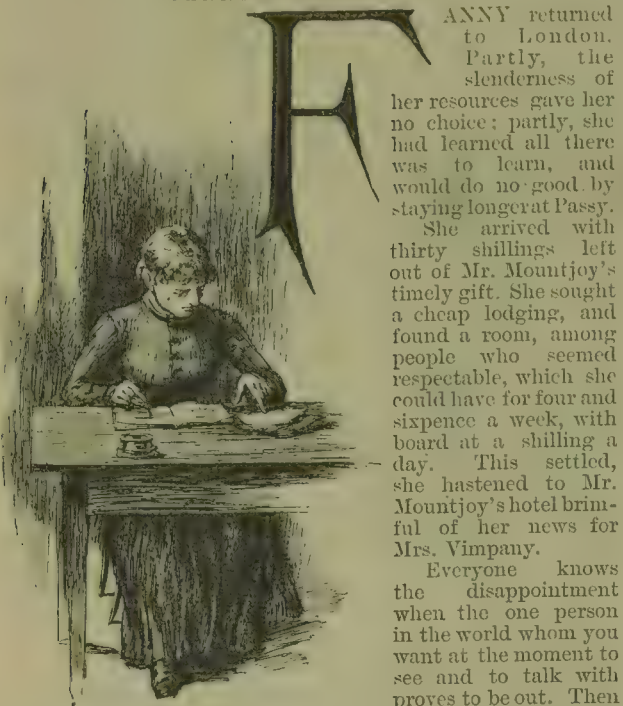 FANNY returned
to London.
Partly, the
slenderness of
her resources gave her
no choice; partly, she
had learned all there
was to learn, and
would do no good by
staying longer at Passy.
She arrived with
thirty shillings left
out of Mr. Mountjoy's
timely gift. She sought
a cheap lodging, and
found a room, among
people who seemed
respectable, which she
could have for four and
sixpence a week, with
board at a shilling a
day. This settled,
she hastened to Mr.
Mountjoy's hotel brim-
ful of her news for
Mrs. Vimpany.
Everyone knows
the disappointment
when the one person
in the world whom you
want at the moment to
see and to talk with
proves to be out. Then